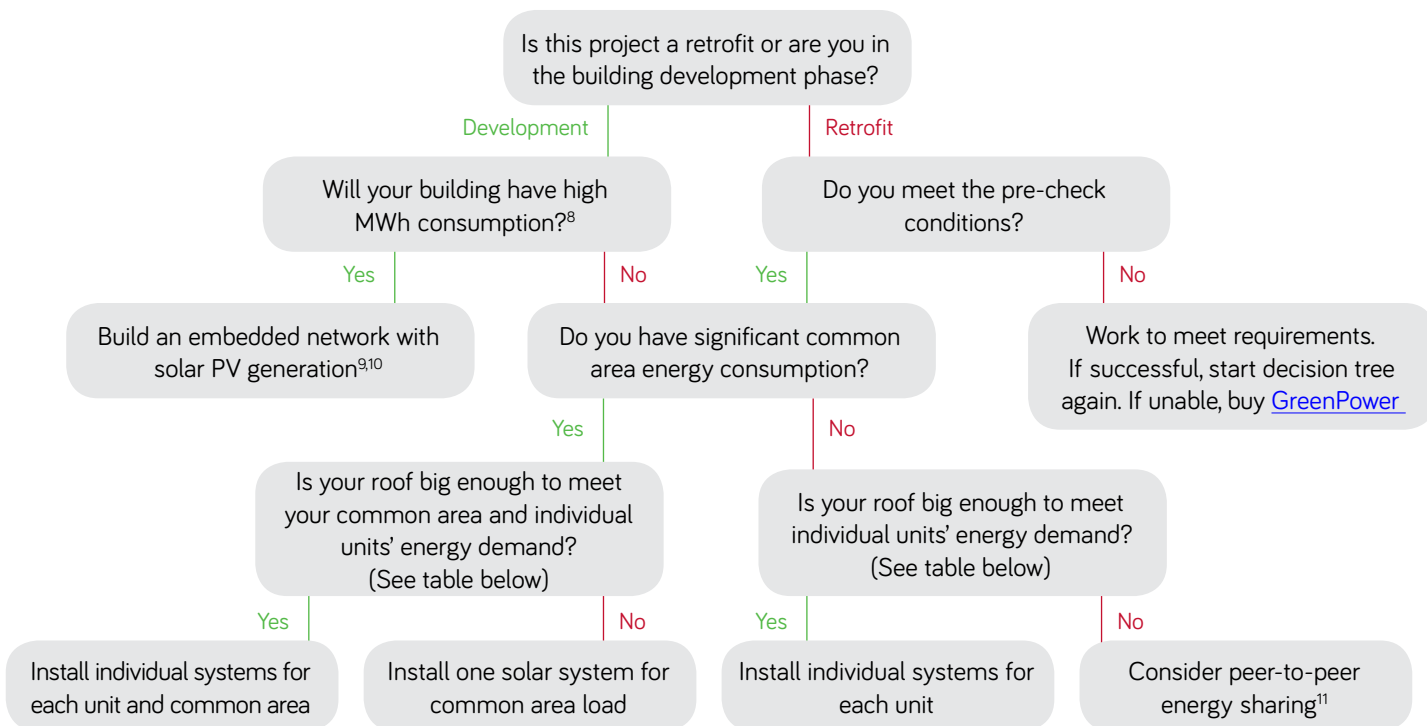 Is this project a retrofit or are you in
the building development phase?
Development
Retrofit
Will your building have high
MWh consumption?8
Do you meet the pre-check
conditions?
Yes
No
Yes
No
Build an embedded network with
solar PV generation9,10
Do you have significant common
area energy consumption?
Work to meet requirements.
If successful, start decision tree
again. If unable, buy GreenPower
Yes
No
Is your roof big enough to meet
your common area and individual
units’ energy demand?
(See table below)
Is your roof big enough to meet
individual units’ energy demand?
(See table below)
Yes
No
Yes
No
Install individual systems for
each unit and common area
Install one solar system for
common area load
Install individual systems for
each unit
Consider peer-to-peer
energy sharing11